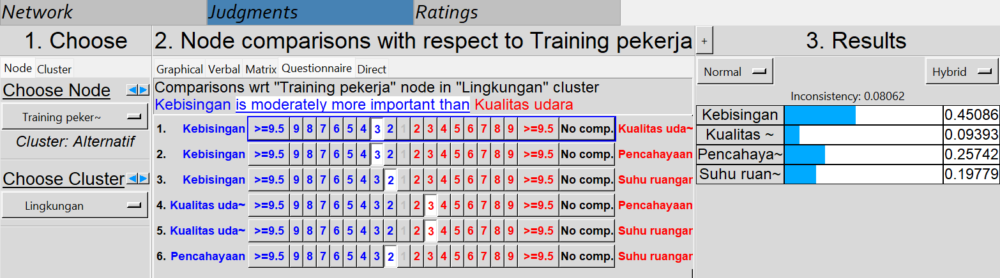 Network Judgments Ratings
1. Choose
Node Cluster
Choose Node
Training peker~
Cluster: Alternatif
Choose Cluster
Lingkungan
2. Node comparisons with respect to Training pekerja
Graphical Verbal Matrix Questionnaire Direct
Comparisons wrt "Training pekerja" node in "Lingkungan" cluster
Kebisingan is moderately more important than Kualitas udara
1. Kebisingan >=9.5 9 8 7 6 5 4 3 2 1 2 3 4 5 6 7 8 9 >=9.5 No comp. Kualitas uda~
2. Kebisingan >=9.5 9 8 7 6 5 4 3 2 1 2 3 4 5 6 7 8 9 >=9.5 No comp. Pencahayaan
3. Kebisingan >=9.5 9 8 7 6 5 4 3 2 1 2 3 4 5 6 7 8 9 >=9.5 No comp. Suhu ruangar
4. Kualitas uda~ >=9.5 9 8 7 6 5 4 3 2 1 2 3 4 5 6 7 8 9 >=9.5 No comp. Pencahayaan
5. Kualitas uda~ >=9.5 9 8 7 6 5 4 3 2 1 2 3 4 5 6 7 8 9 >=9.5 No comp. Suhu ruangar
6. Pencahayaan >=9.5 9 8 7 6 5 4 3 2 1 2 3 4 5 6 7 8 9 >=9.5 No comp. Suhu ruangar
+ 3. Results
Normal Hybrid
Inconsistency: 0.08062
Kebisingan 0.45086
Kualitas ~ 0.09393
Pencahaya~ 0.25742
Suhu ruan~ 0.19779